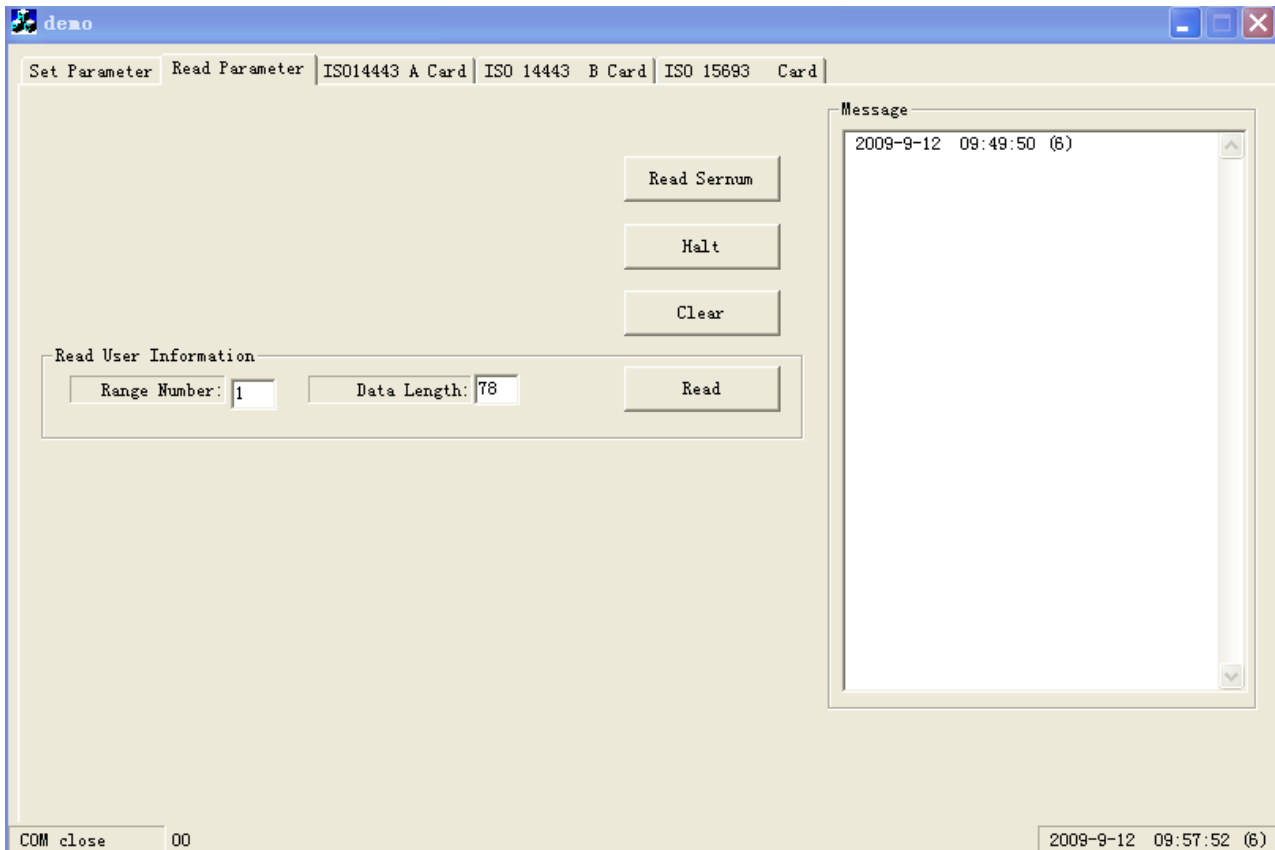 demo
Set Parameter Read Parameter ISO14443 A Card ISO 14443 B Card ISO 15693 Card
Message
2009-9-12 09:49:50 (6)
Read Sernum
Halt
Clear
Read User Information
Range Number: 1 Data Length: 78 Read
COM close 00 2009-9-12 09:57:52 (6)